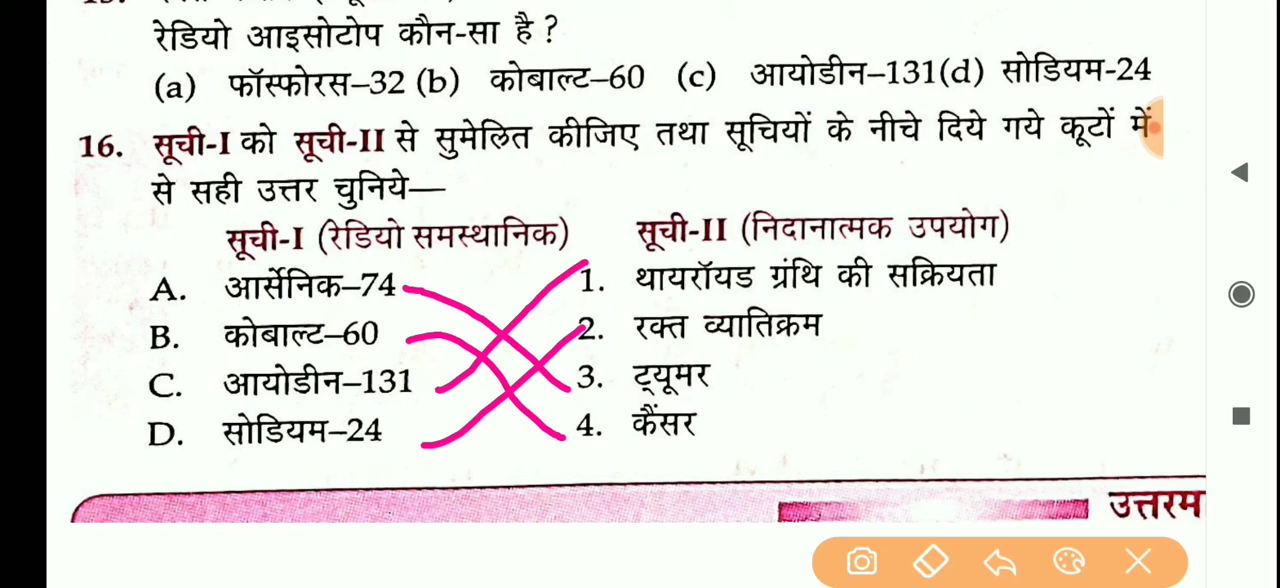 रेडियो आइसोटोप कौन-सा है ?
(a) फॉस्फोरस–32 (b) कोबाल्ट–60 (c) आयोडीन–131(d) सोडियम-24
16. सूची-I को सूची-II से सुमेलित कीजिए तथा सूचियों के नीचे दिये गये कूटों में
से सही उत्तर चुनिये—
सूची-I (रेडियो समस्थानिक) सूची-II (निदानात्मक उपयोग)
A. आर्सेनिक–74 1. थायरॉयड ग्रंथि की सक्रियता
B. कोबाल्ट–60 2. रक्त व्यातिक्रम
C. आयोडीन–131 3. ट्यूमर
D. सोडियम–24 4. कैंसर
उत्तरम